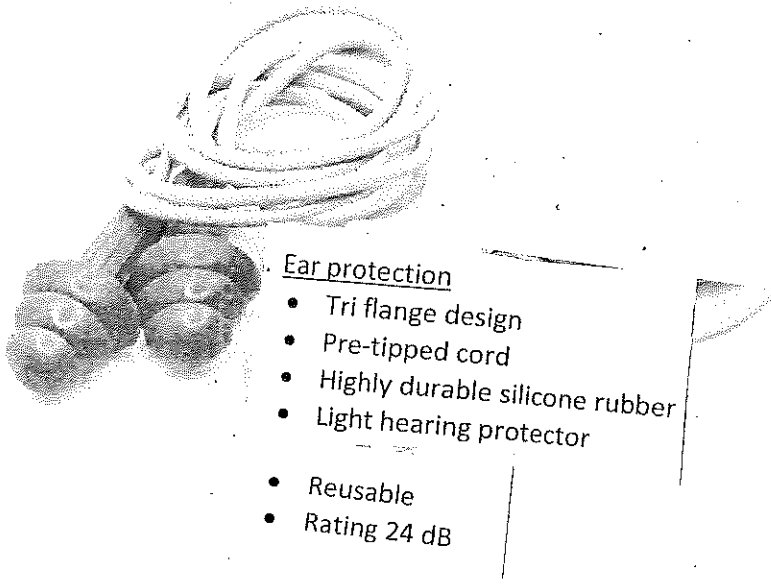 Ear protection
• Tri flange design
• Pre-tipped cord
• Highly durable silicone rubber
• Light hearing protector
• Reusable
• Rating 24 dB